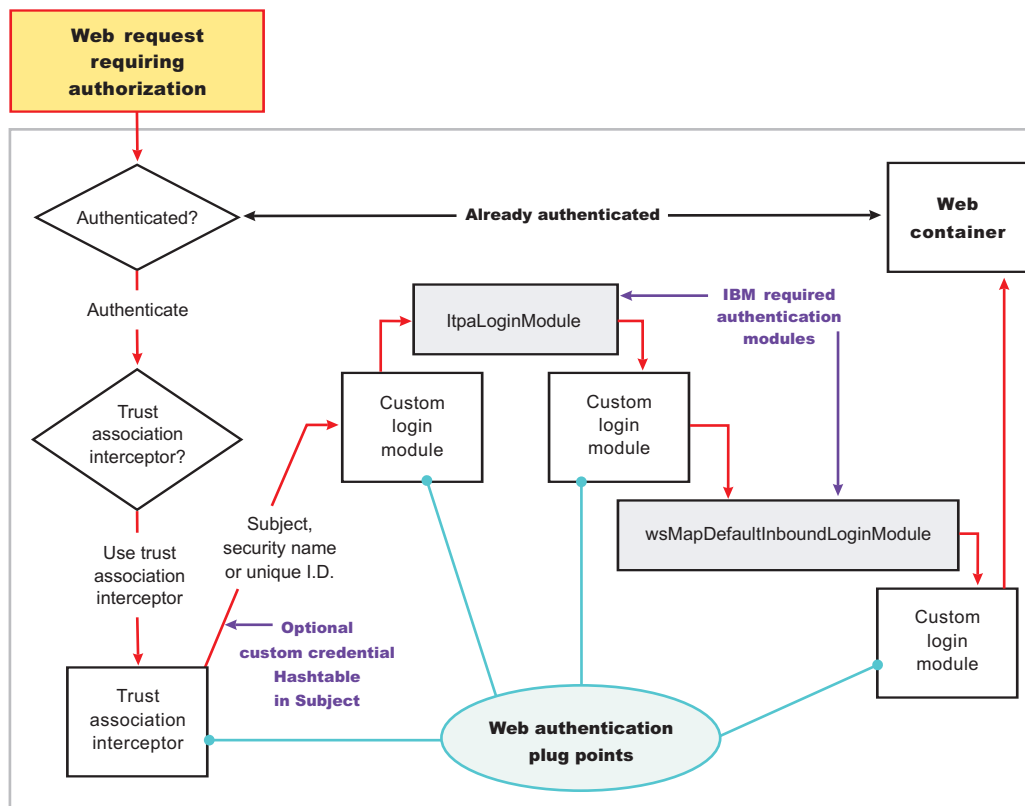 Web request
requiring
authorization
Authenticated?
Already authenticated
Web
container
Authenticate
ltpaLoginModule
IBM required
authentication
modules
Trust
association
interceptor?
Custom
login
module
Custom
login
module
Subject,
security name
or unique I.D.
wsMapDefaultInboundLoginModule
Use trust
association
interceptor
Optional
custom credential
Hashtable
in Subject
Custom
login
module
Trust
association
interceptor
Web authentication
plug points